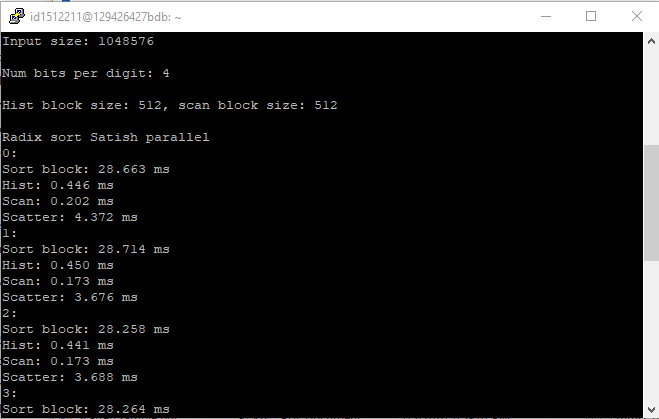 id1512211@129426427bdb: ~
Input size: 1048576
Num bits per digit: 4
Hist block size: 512, scan block size: 512
Radix sort Satish parallel
0:
Sort block: 28.663 ms
Hist: 0.446 ms
Scan: 0.202 ms
Scatter: 4.372 ms
1:
Sort block: 28.714 ms
Hist: 0.450 ms
Scan: 0.173 ms
Scatter: 3.676 ms
2:
Sort block: 28.258 ms
Hist: 0.441 ms
Scan: 0.173 ms
Scatter: 3.688 ms
3:
Sort block: 28.264 ms